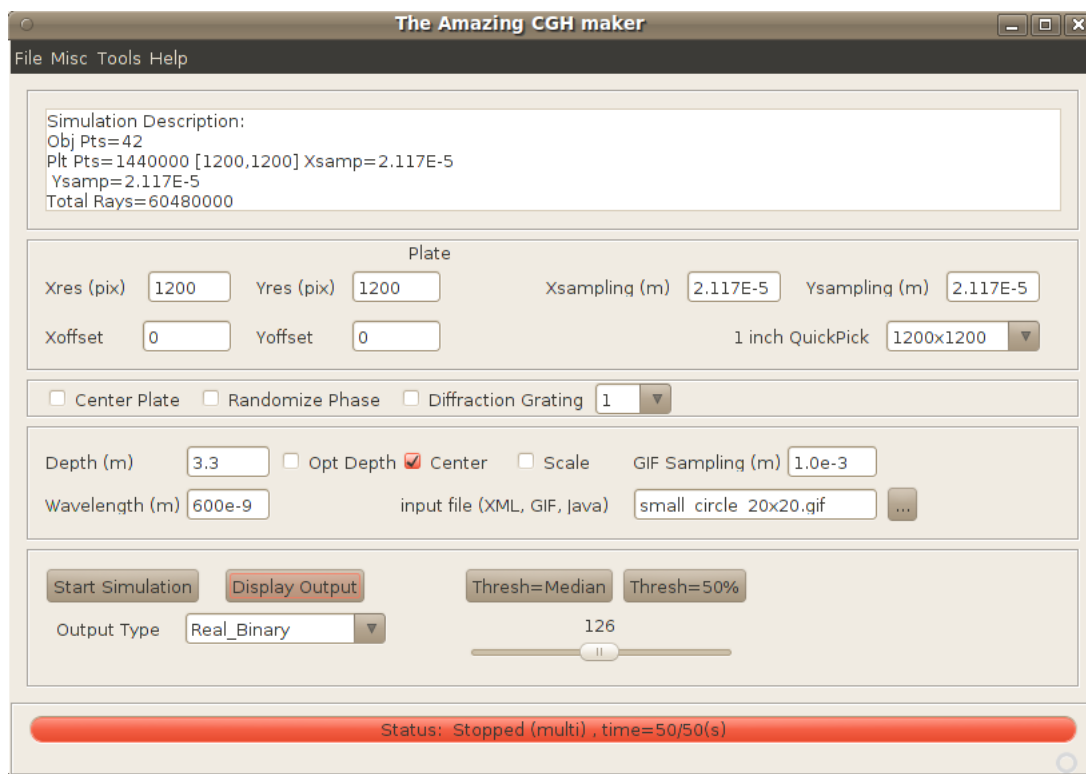 The Amazing CGH maker
File Misc Tools Help
Simulation Description:
Obj Pts=42
Plt Pts=1440000 [1200,1200] Xsamp=2.117E-5
Ysamp=2.117E-5
Total Rays=60480000
Plate
Xres (pix) 1200 Yres (pix) 1200 Xsampling (m) 2.117E-5 Ysampling (m) 2.117E-5
Xoffset 0 Yoffset 0 1 inch QuickPick 1200x1200
Center Plate Randomize Phase Diffraction Grating 1
Depth (m) 3.3 Opt Depth Center Scale GIF Sampling (m) 1.0e-3
Wavelength (m) 600e-9 input file (XML, GIF, Java) small_circle_20x20.gif ...
Start Simulation Display Output Thresh=Median Thresh=50%
Output Type Real_Binary 126
Status: Stopped (multi) , time=50/50(s)